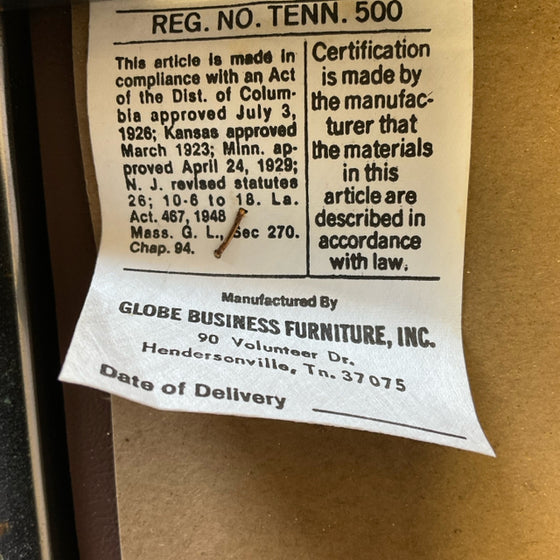 REG. NO. TENN. 500
This article is made in
compliance with an Act
of the Dist. of Colum-
bia approved July 3,
1926; Kansas approved
March 1923; Minn. ap-
proved April 24, 1929;
N. J. revised statutes
26; 10-6 to 18. La.
Act. 467, 1948
Mass. G. L., Sec 270.
Chap. 94.
Certification
is made by
the manufac-
turer that
the materials
in this
article are
described in
accordance
with law.
Manufactured By
GLOBE BUSINESS FURNITURE, INC.
90 Volunteer Dr.
Hendersonville, Tn. 37075
Date of Delivery